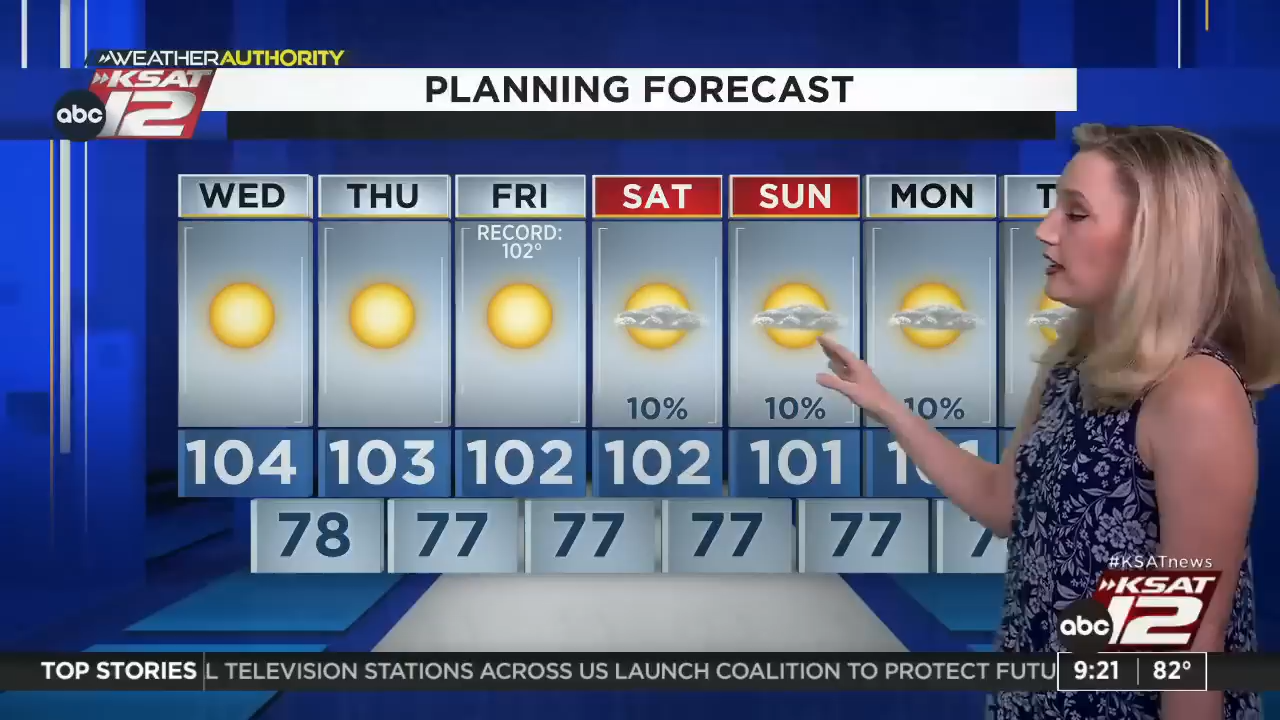 WEATHERAUTHORITY
KSAT
abc 12
PLANNING FORECAST
WED THU FRI SAT SUN MON
RECORD:
102°
10% 10% 10%
104 103 102 102 101
78 77 77 77 77
#KSATnews
KSAT
abc 12
TOP STORIES L TELEVISION STATIONS ACROSS US LAUNCH COALITION TO PROTECT FUTU 9:21 82°